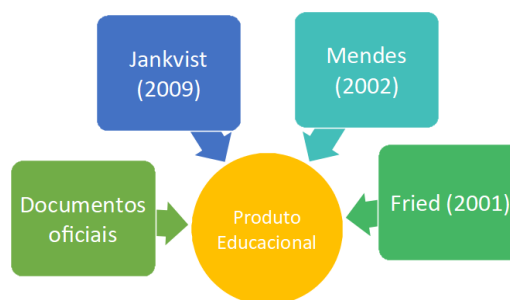 Jankvist
(2009)
Mendes
(2002)
Documentos
oficiais
Produto
Educacional
Fried (2001)